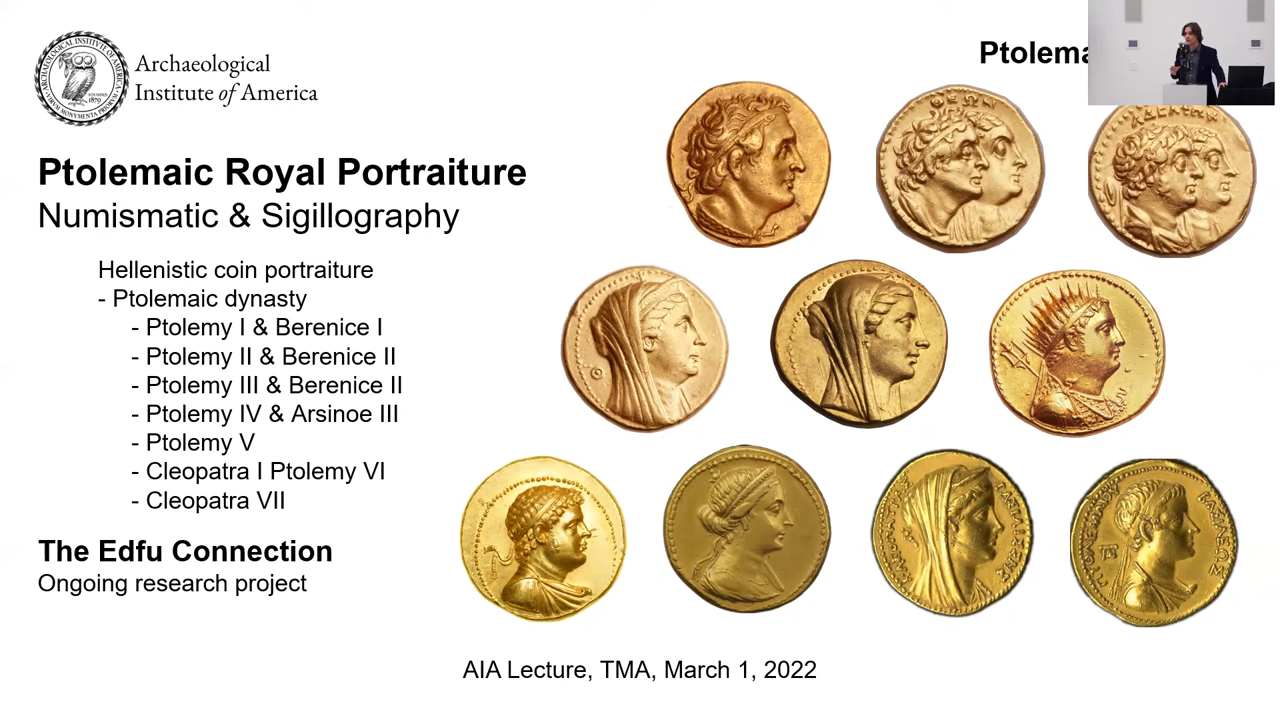 Archaeological
Institute of America
Ptolemaic Royal Portraiture
Numismatic & Sigillography
Hellenistic coin portraiture
- Ptolemaic dynasty
- Ptolemy I & Berenice I
- Ptolemy II & Berenice II
- Ptolemy III & Berenice II
- Ptolemy IV & Arsinoe III
- Ptolemy V
- Cleopatra I Ptolemy VI
- Cleopatra VII
The Edfu Connection
Ongoing research project
Ptolema
ΘΕΩΝ
ΑΔΕΛΦΩΝ
AIA Lecture, TMA, March 1, 2022